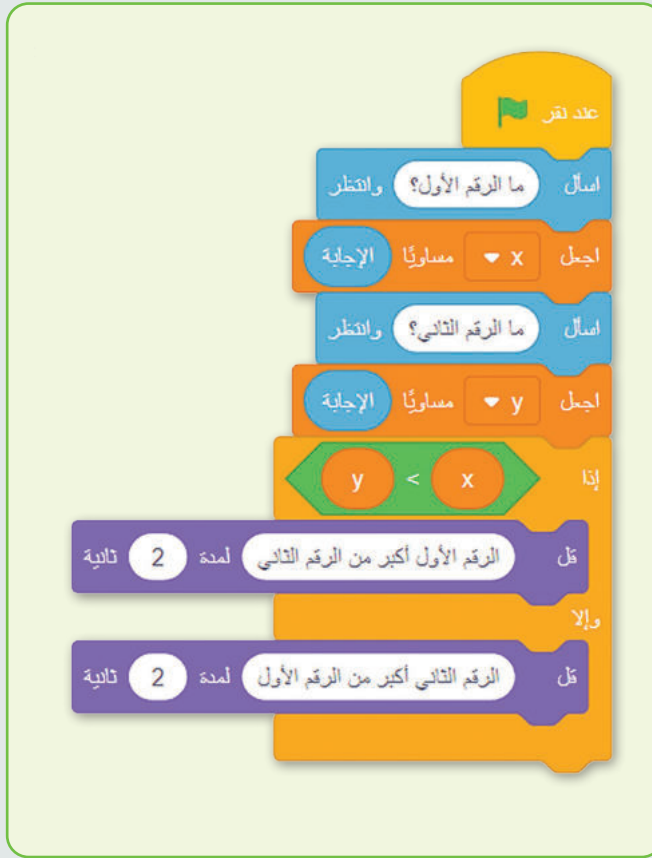 عند نقر
اسأل ما الرقم الأول؟ وانتظر
اجعل x مساويًا الإجابة
اسأل ما الرقم الثاني؟ وانتظر
اجعل y مساويًا الإجابة
إذا x > y
قل الرقم الأول أكبر من الرقم الثاني لمدة 2 ثانية
وإلا
قل الرقم الثاني أكبر من الرقم الأول لمدة 2 ثانية